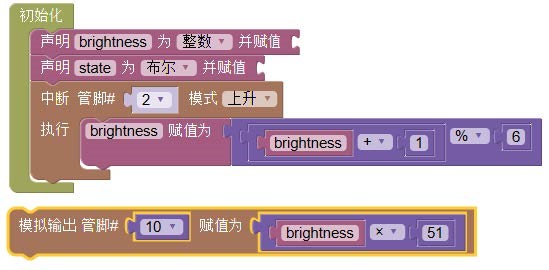 初始化
声明 brightness 为 整数 并赋值
声明 state 为 布尔 并赋值
中断 管脚# 2 模式 上升
执行 brightness 赋值为 brightness + 1 % 6
模拟输出 管脚# 10 赋值为 brightness × 51